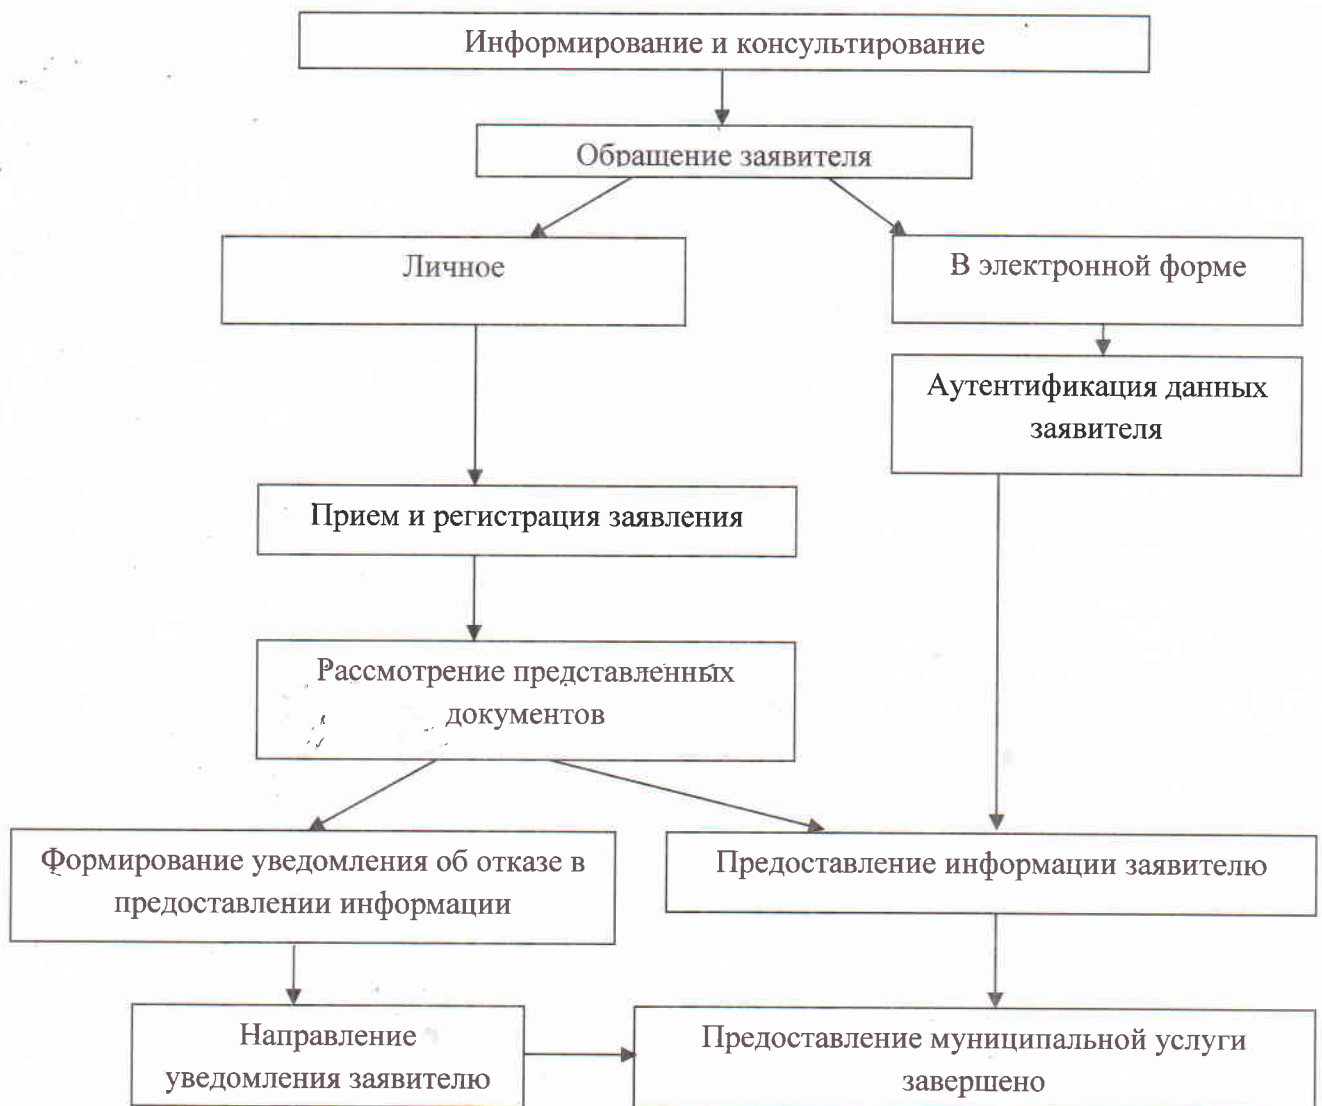 Информирование и консультирование
Обращение заявителя
Личное
В электронной форме
Аутентификация данных
заявителя
Прием и регистрация заявления
Рассмотрение представленных
документов
Формирование уведомления об отказе в
предоставлении информации
Предоставление информации заявителю
Направление
уведомления заявителю
Предоставление муниципальной услуги
завершено